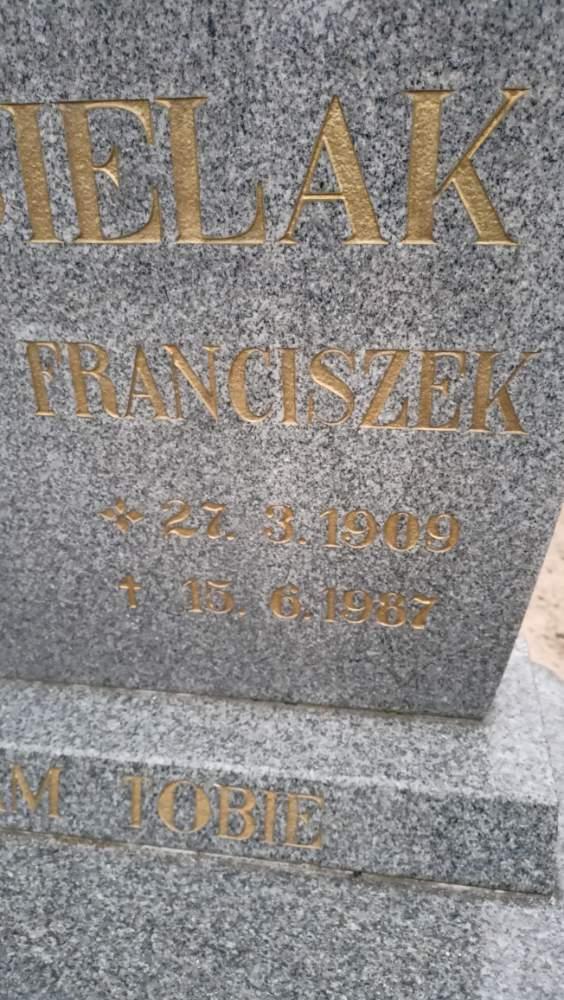 IELAK
FRANCISZEK
27. 3. 1909
† 15. 6. 1987
AM TOBIE